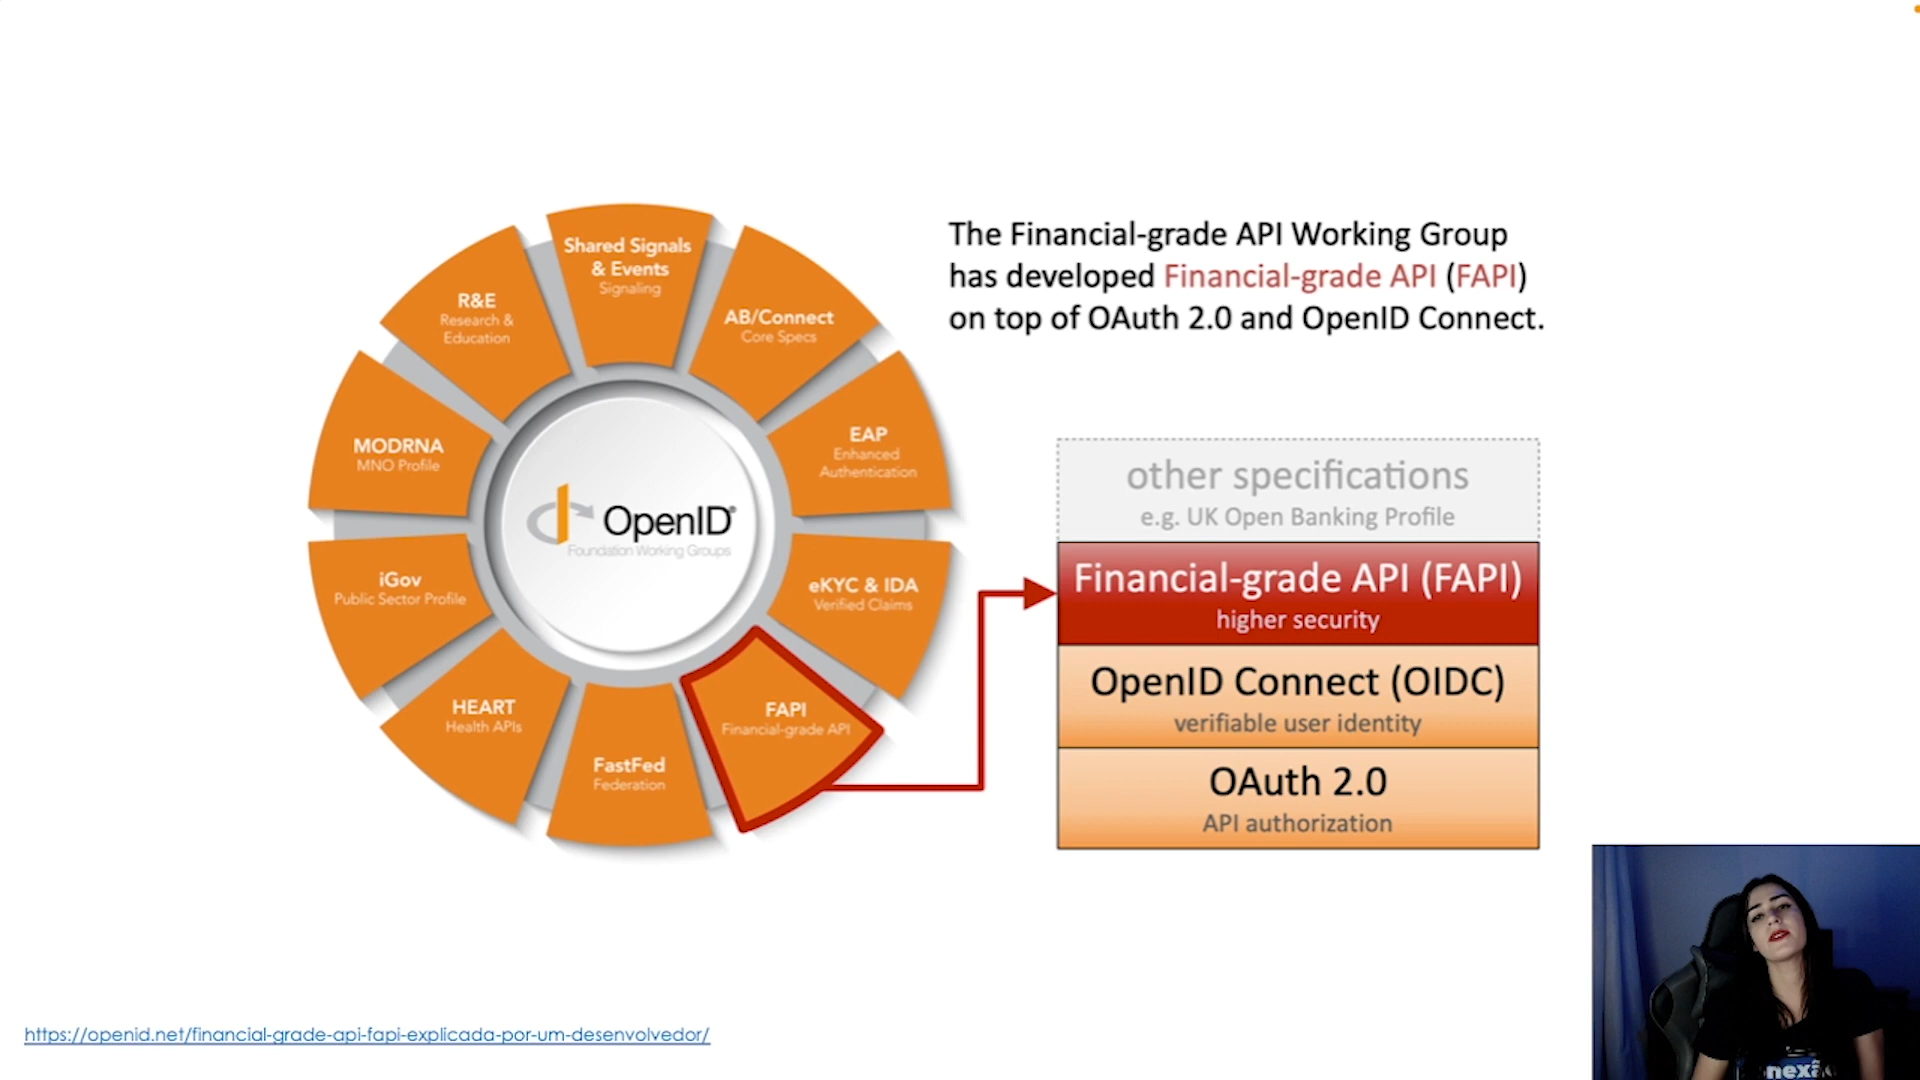 The Financial-grade API Working Group
has developed Financial-grade API (FAPI)
on top of OAuth 2.0 and OpenID Connect.
Shared Signals
& Events
Signaling
AB/Connect
Core Specs
EAP
Enhanced
Authentication
eKYC & IDA
Verified Claims
FAPI
Financial-grade API
FastFed
Federation
HEART
Health APIs
iGov
Public Sector Profile
MODRNA
MNO Profile
R&E
Research &
Education
OpenID®
Foundation Working Groups
other specifications
e.g. UK Open Banking Profile
Financial-grade API (FAPI)
higher security
OpenID Connect (OIDC)
verifiable user identity
OAuth 2.0
API authorization
https://openid.net/financial-grade-api-fapi-explicada-por-um-desenvolvedor/